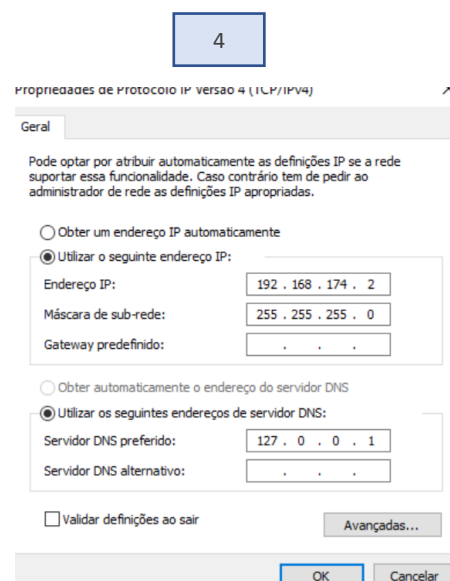 4
Propriedades de Protocolo IP Versão 4 (TCP/IPv4)
Geral
Pode optar por atribuir automaticamente as definições IP se a rede
suportar essa funcionalidade. Caso contrário tem de pedir ao
administrador de rede as definições IP apropriadas.
Obter um endereço IP automaticamente
Utilizar o seguinte endereço IP:
Endereço IP: 192 . 168 . 174 . 2
Máscara de sub-rede: 255 . 255 . 255 . 0
Gateway predefinido: . . .
Obter automaticamente o endereço do servidor DNS
Utilizar os seguintes endereços de servidor DNS:
Servidor DNS preferido: 127 . 0 . 0 . 1
Servidor DNS alternativo: . . .
Validar definições ao sair
Avançadas...
OK Cancelar